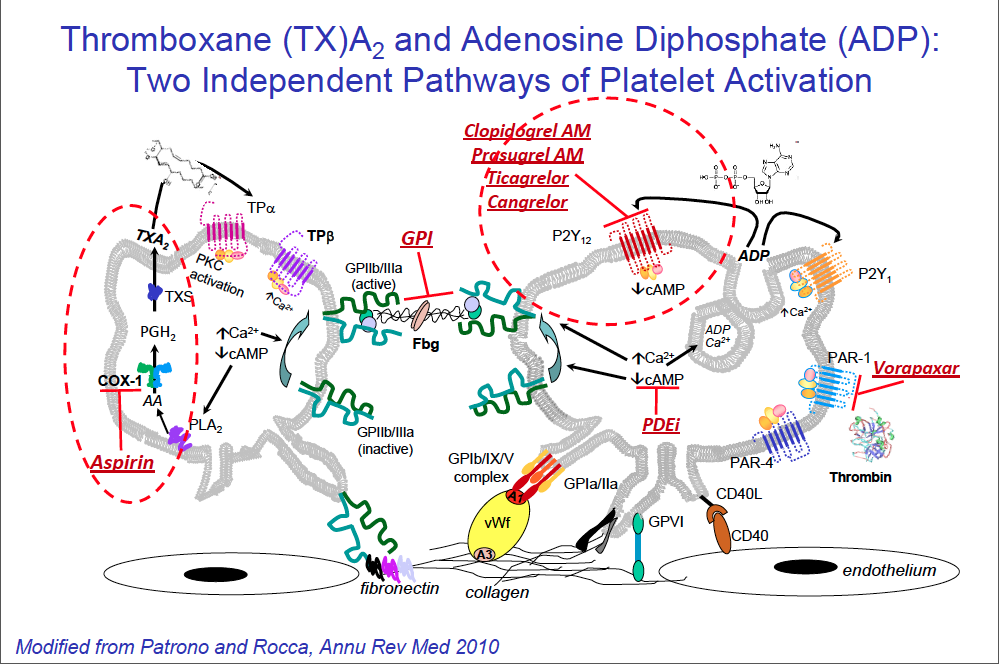 Thromboxane (TX)A2 and Adenosine Diphosphate (ADP):
Two Independent Pathways of Platelet Activation
Clopidogrel AM
Prasugrel AM
Ticagrelor
Cangrelor
TPα
TXA2
PKC
activation
TPβ
↑Ca2+
GPI
GPIIb/IIIa
(active)
Fbg
P2Y12
↓cAMP
ADP
P2Y1
↑Ca2+
TXS
PGH2
COX-1
AA
PLA2
Aspirin
↑Ca2+
↓cAMP
GPIIb/IIIa
(inactive)
ADP
Ca2+
↑Ca2+
↓cAMP
PDEi
PAR-1
Vorapaxar
PAR-4
Thrombin
GPIb/IX/V
complex
GPIa/IIa
A1
vWf
A3
GPVI
CD40L
CD40
fibronectin
collagen
endothelium
Modified from Patrono and Rocca, Annu Rev Med 2010